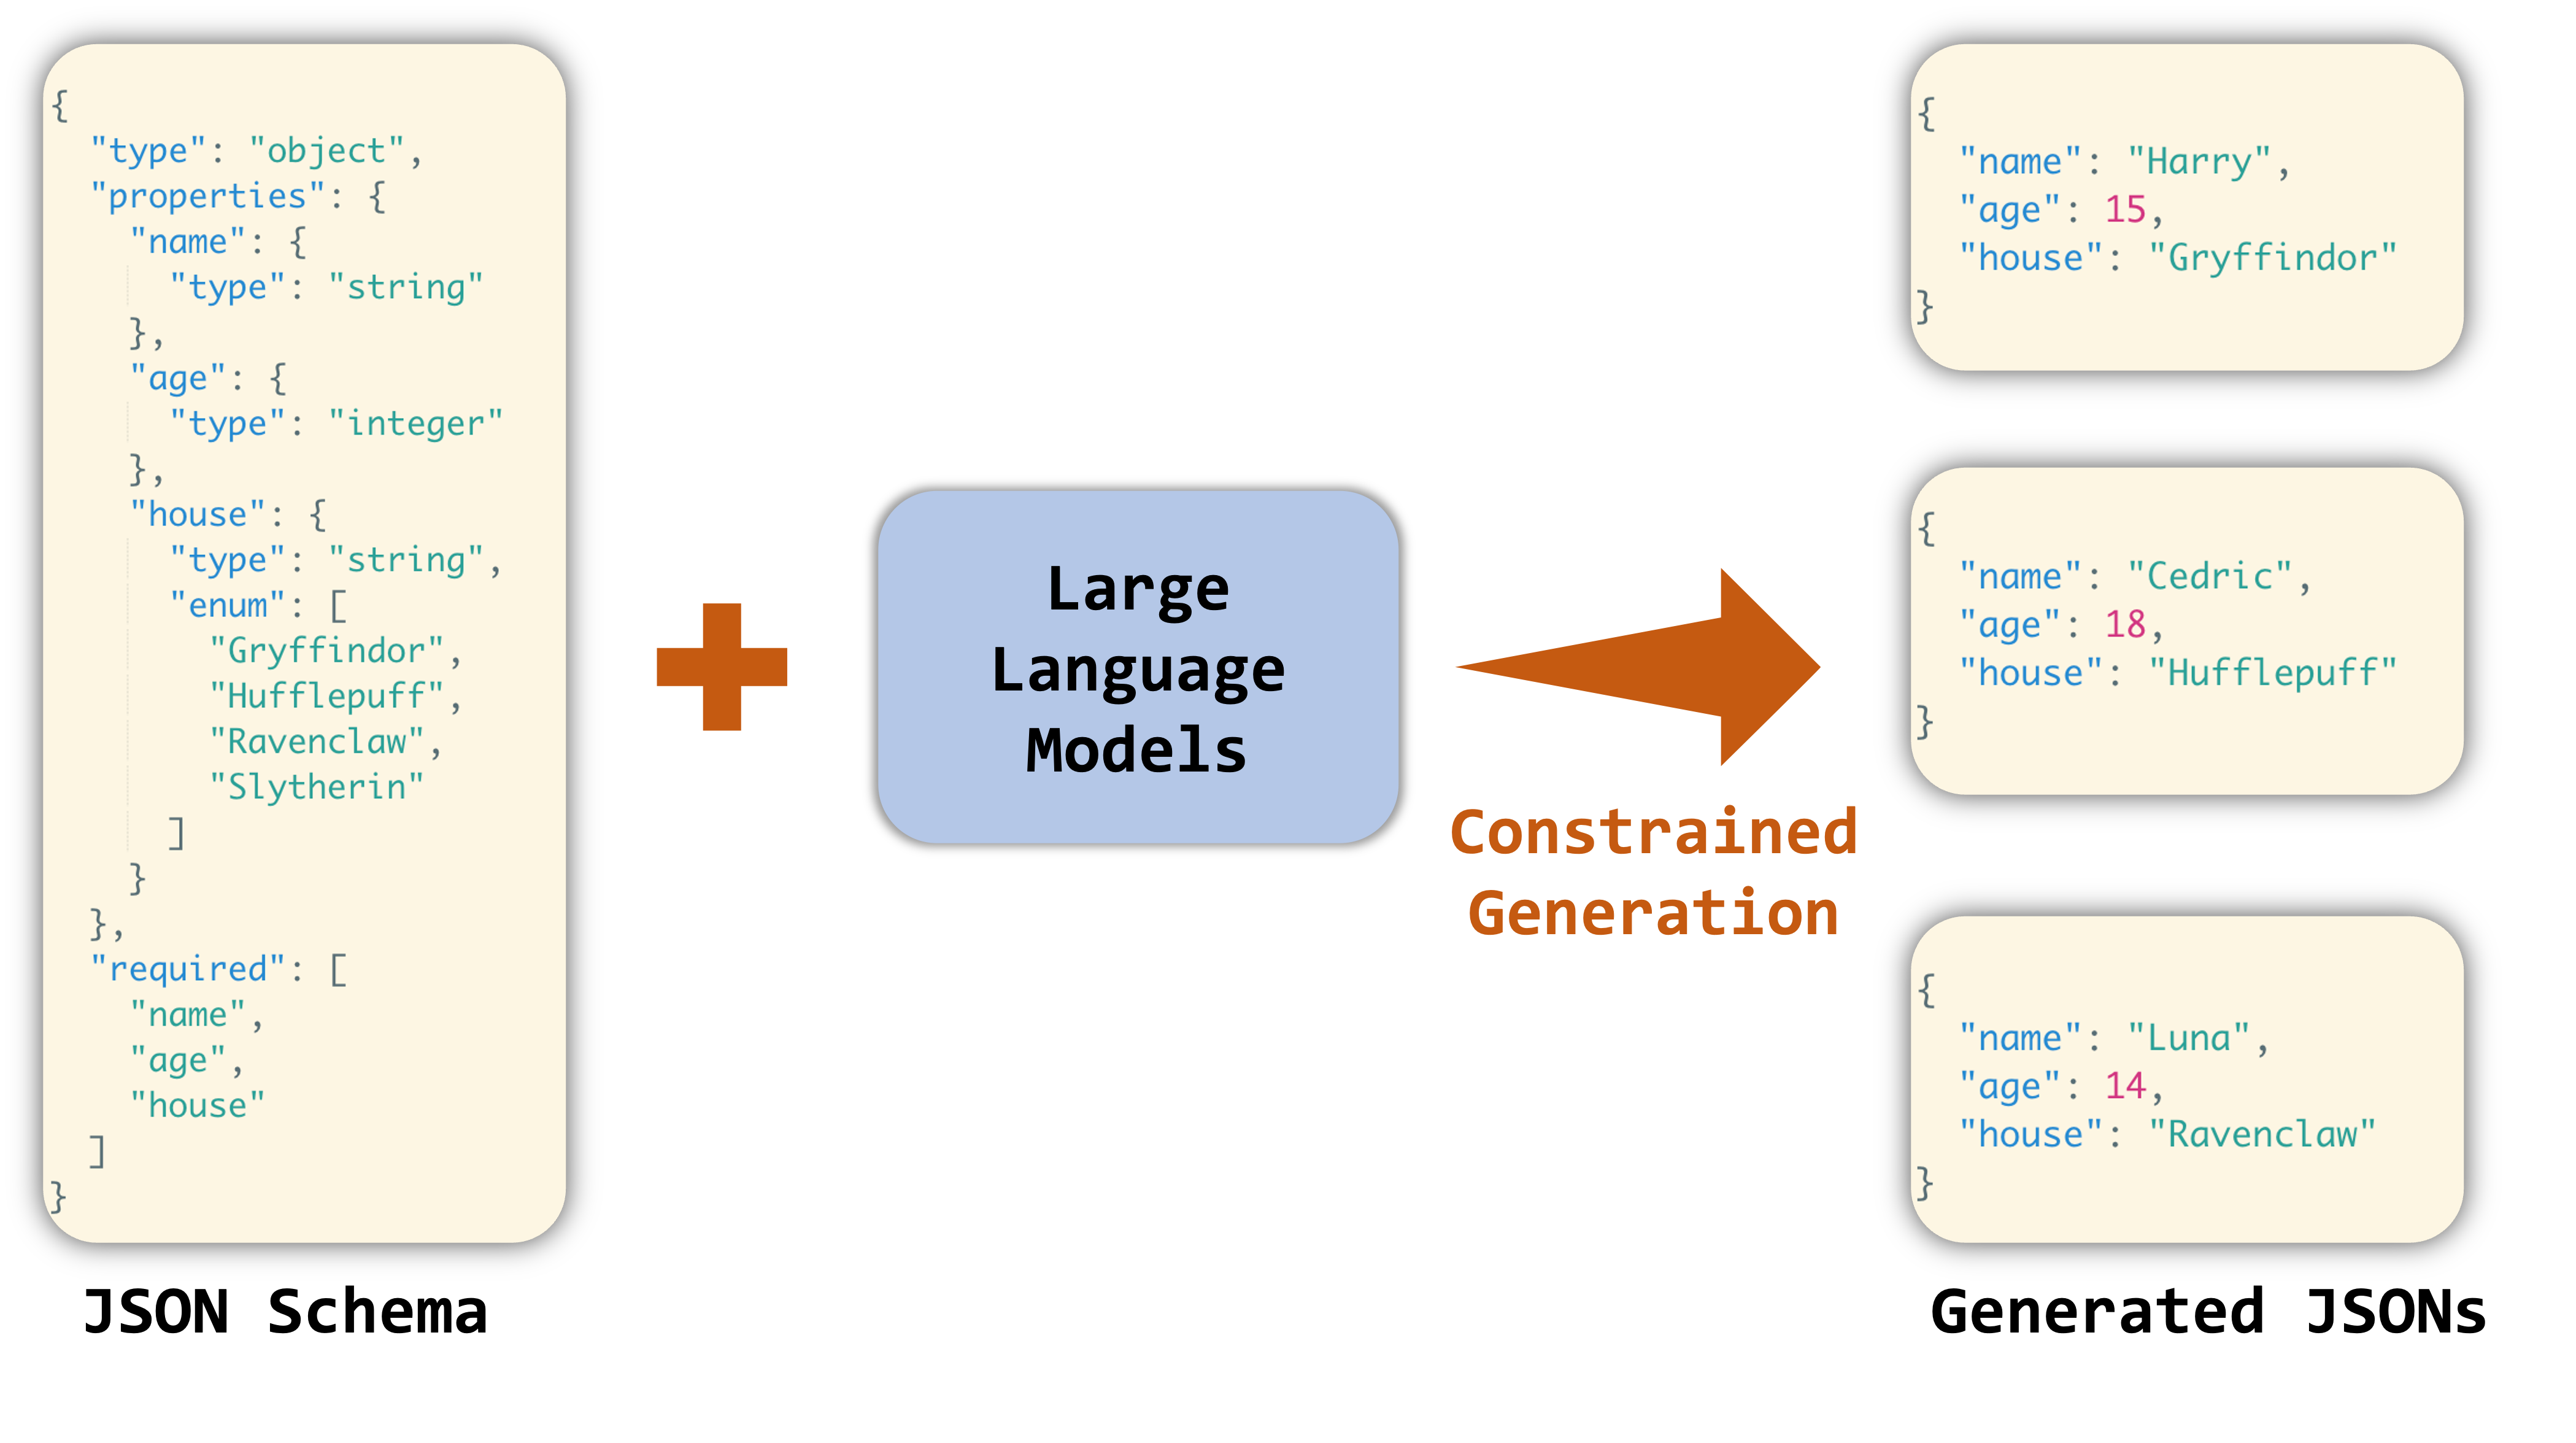 {
  "type": "object",
  "properties": {
    "name": {
      "type": "string"
    },
    "age": {
      "type": "integer"
    },
    "house": {
      "type": "string",
      "enum": [
        "Gryffindor",
        "Hufflepuff",
        "Ravenclaw",
        "Slytherin"
      ]
    }
  },
  "required": [
    "name",
    "age",
    "house"
  ]
}
JSON Schema
Large
Language
Models
Constrained
Generation
{
  "name": "Harry",
  "age": 15,
  "house": "Gryffindor"
}
{
  "name": "Cedric",
  "age": 18,
  "house": "Hufflepuff"
}
{
  "name": "Luna",
  "age": 14,
  "house": "Ravenclaw"
}
Generated JSONs